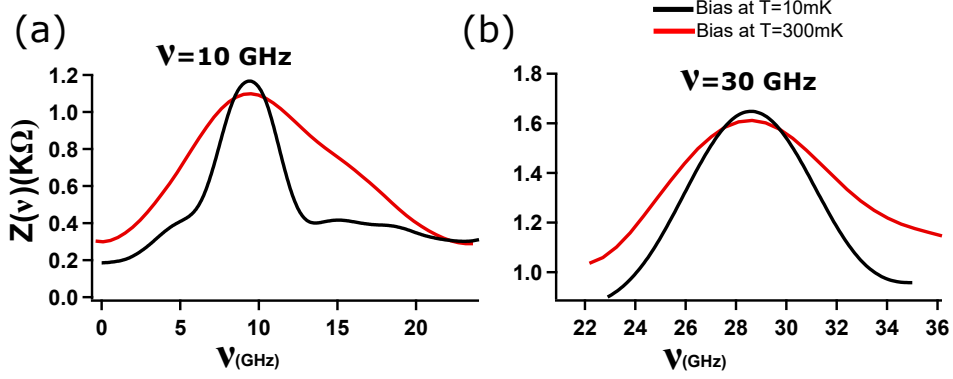 Bias at T=10mK
Bias at T=300mK
(a)
ν=10 GHz
1.2
1.0
0.8
0.6
0.4
0.2
0.0
Z(ν)(KΩ)
0 5 10 15 20
ν(GHz)
(b)
ν=30 GHz
1.8
1.6
1.4
1.2
1.0
22 24 26 28 30 32 34 36
ν(GHz)